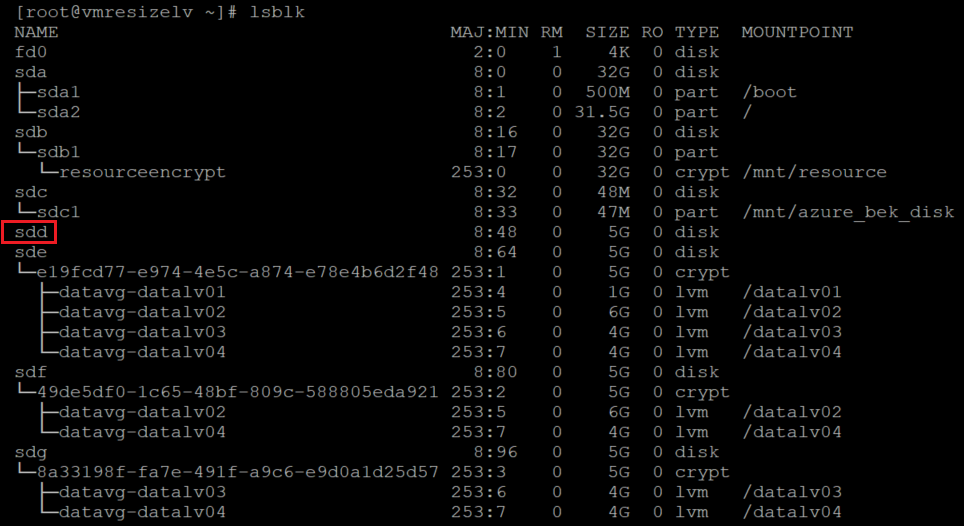 [root@vmresizelv ~]# lsblk
NAME MAJ:MIN RM SIZE RO TYPE MOUNTPOINT
fd0 2:0 1 4K 0 disk
sda 8:0 0 32G 0 disk
├─sda1 8:1 0 500M 0 part /boot
└─sda2 8:2 0 31.5G 0 part /
sdb 8:16 0 32G 0 disk
└─sdb1 8:17 0 32G 0 part
└─resourceencrypt 253:0 0 32G 0 crypt /mnt/resource
sdc 8:32 0 48M 0 disk
└─sdc1 8:33 0 47M 0 part /mnt/azure_bek_disk
sdd 8:48 0 5G 0 disk
sde 8:64 0 5G 0 disk
└─e19fcd77-e974-4e5c-a874-e78e4b6d2f48 253:1 0 5G 0 crypt
├─datavg-datalv01 253:4 0 1G 0 lvm /datalv01
├─datavg-datalv02 253:5 0 6G 0 lvm /datalv02
├─datavg-datalv03 253:6 0 4G 0 lvm /datalv03
└─datavg-datalv04 253:7 0 4G 0 lvm /datalv04
sdf 8:80 0 5G 0 disk
└─49de5df0-1c65-48bf-809c-588805eda921 253:2 0 5G 0 crypt
├─datavg-datalv02 253:5 0 6G 0 lvm /datalv02
└─datavg-datalv04 253:7 0 4G 0 lvm /datalv04
sdg 8:96 0 5G 0 disk
└─8a33198f-fa7e-491f-a9c6-e9d0a1d25d57 253:3 0 5G 0 crypt
├─datavg-datalv03 253:6 0 4G 0 lvm /datalv03
└─datavg-datalv04 253:7 0 4G 0 lvm /datalv04